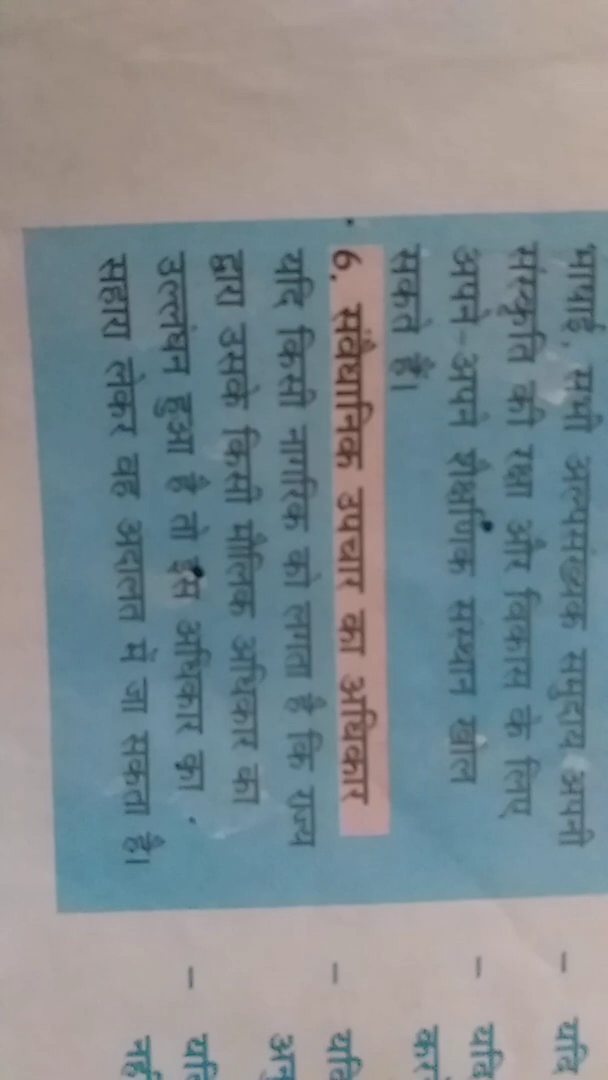 भाषाई, सभी अल्पसंख्यक समुदाय अपनी
संस्कृति की रक्षा और विकास के लिए
अपने-अपने शैक्षणिक संस्थान खोल
सकते हैं।
6. संवैधानिक उपचार का अधिकार
यदि किसी नागरिक को लगता है कि राज्य
द्वारा उसके किसी मौलिक अधिकार का
उल्लंघन हुआ है तो इस अधिकार का
सहारा लेकर वह अदालत में जा सकता है।
– यदि
–
–
–